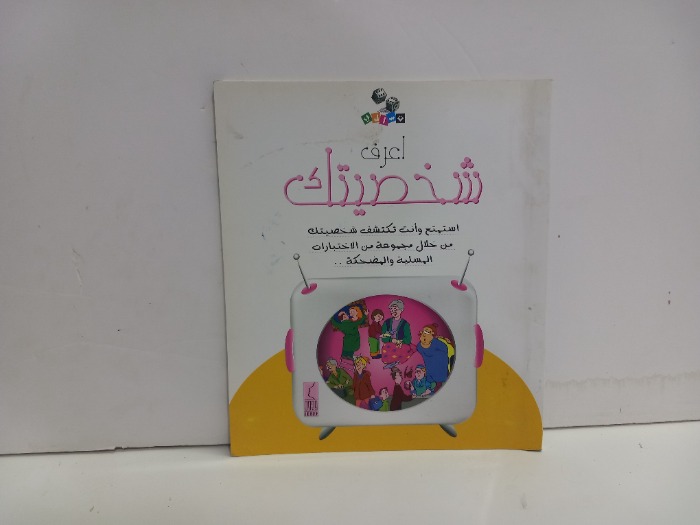 اعرف
شخصيتك
استمتع وأنت تكتشف شخصيتك
من خلال مجموعة من الاختبارات
المسلية والمضحكة ..